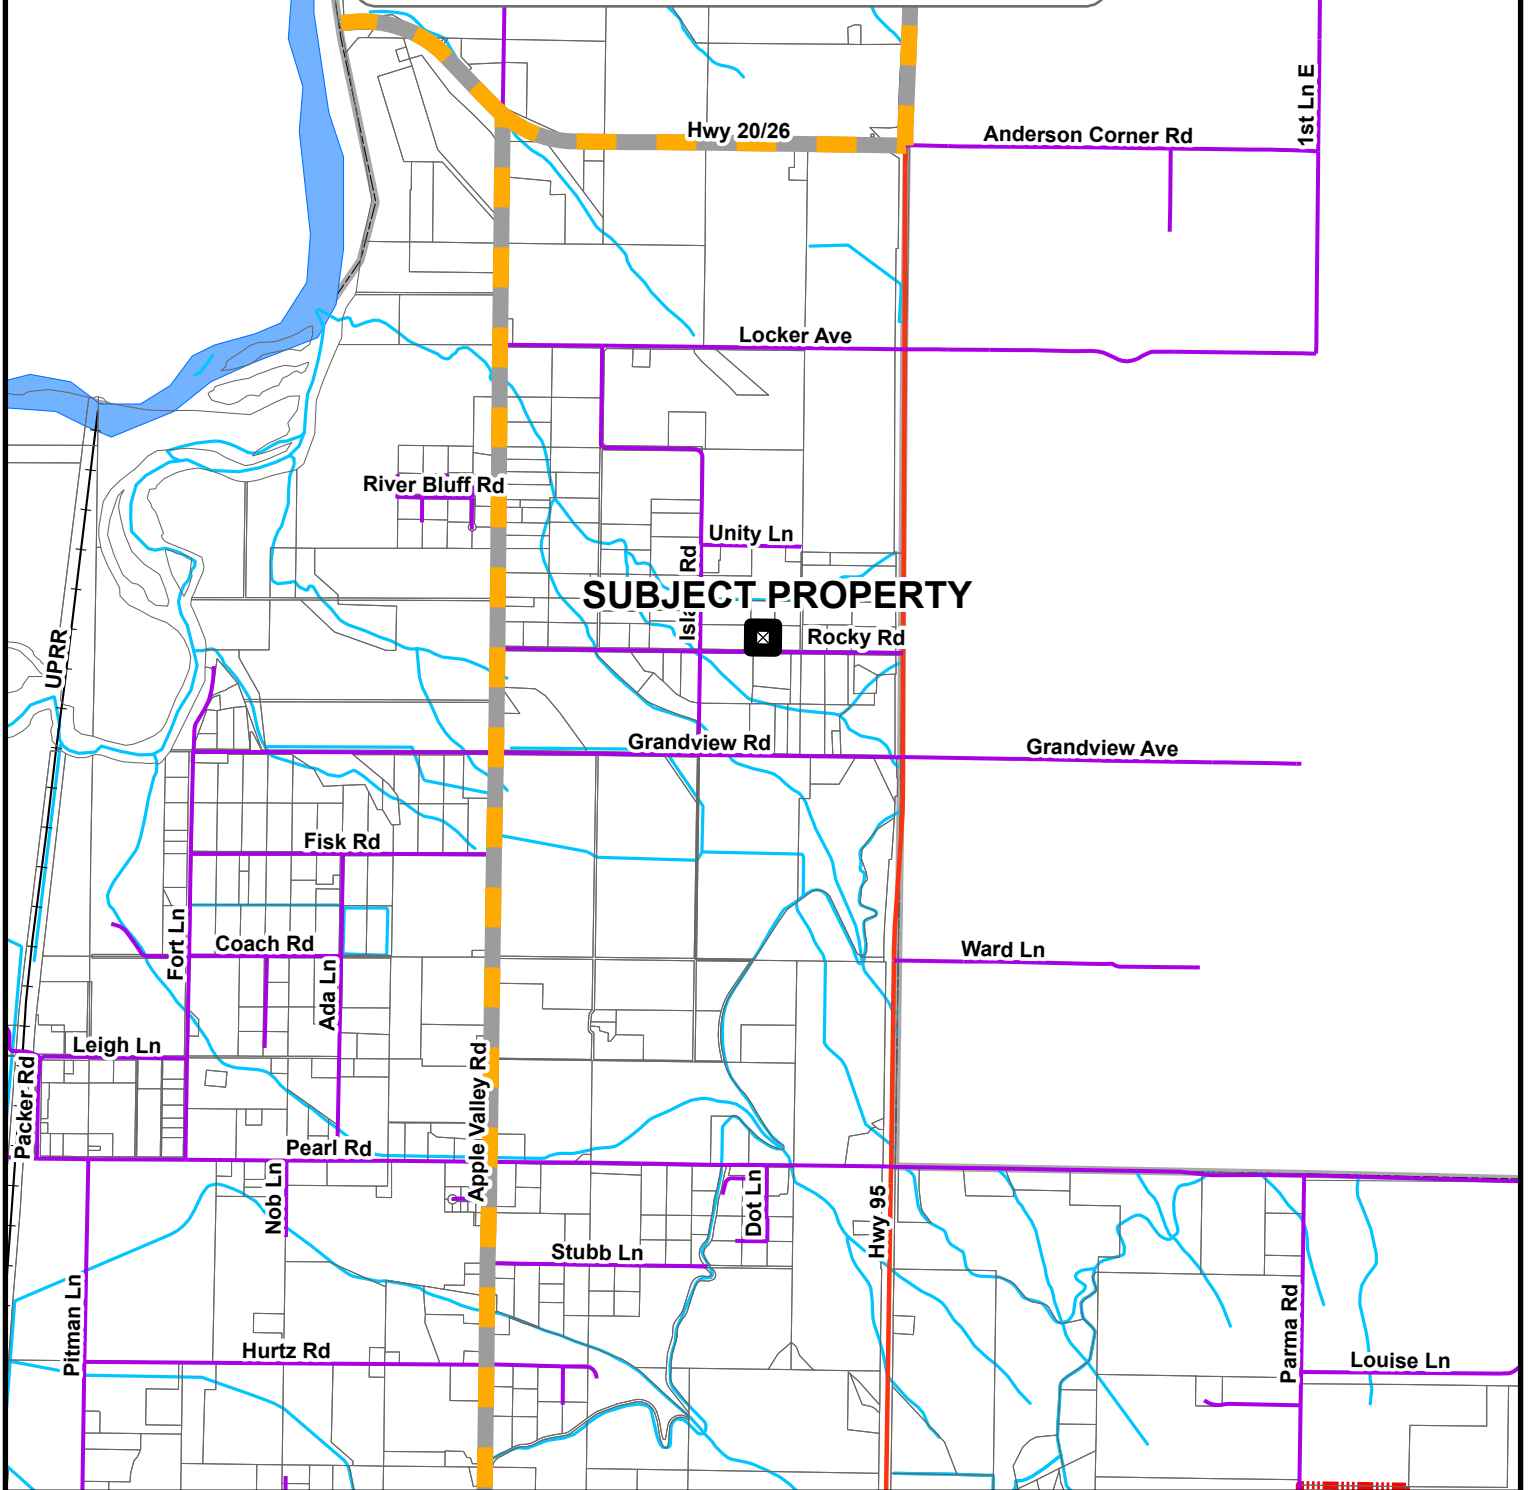 1st Ln E
Hwy 20/26
Anderson Corner Rd
Locker Ave
River Bluff Rd
Unity Ln
Rd
SUBJECT PROPERTY
Isla
Rocky Rd
UPRR
Grandview Rd
Grandview Ave
Fisk Rd
Fort Ln
Coach Rd
Ada Ln
Ward Ln
Leigh Ln
Packer Rd
Apple Valley Rd
Pearl Rd
Nob Ln
Dot Ln
Hwy 95
Stubb Ln
Pitman Ln
Parma Rd
Hurtz Rd
Louise Ln